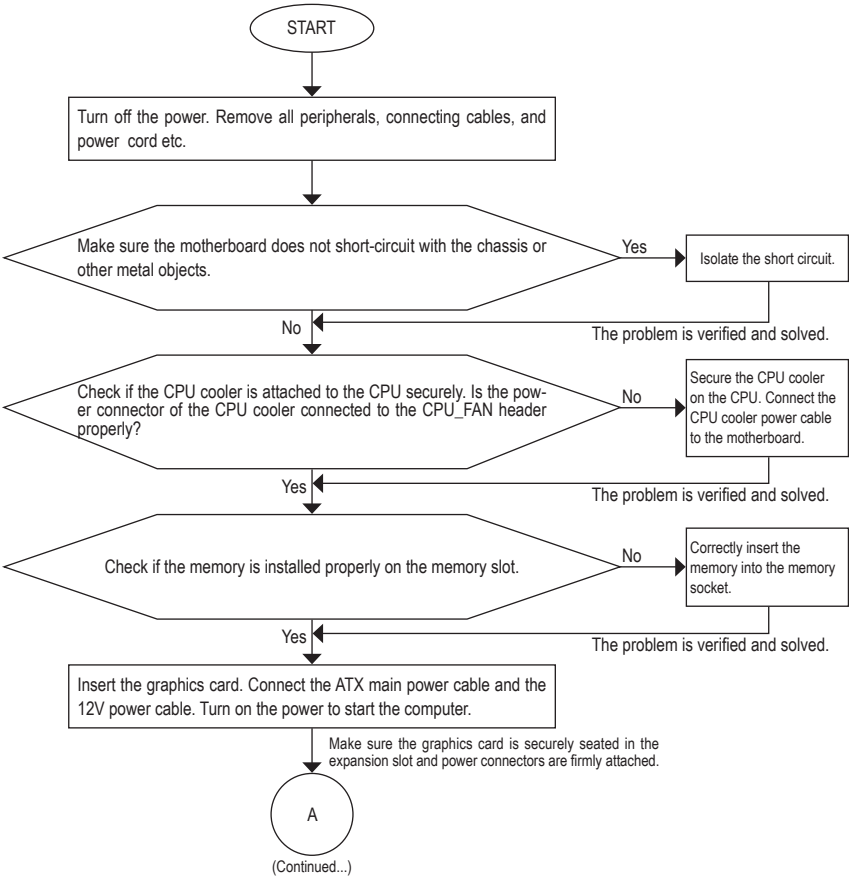 START
Turn off the power. Remove all peripherals, connecting cables, and
power cord etc.
Make sure the motherboard does not short-circuit with the chassis or
other metal objects.
Yes
Isolate the short circuit.
No
The problem is verified and solved.
Check if the CPU cooler is attached to the CPU securely. Is the pow-
er connector of the CPU cooler connected to the CPU_FAN header
properly?
No
Secure the CPU cooler
on the CPU. Connect the
CPU cooler power cable
to the motherboard.
Yes
The problem is verified and solved.
Check if the memory is installed properly on the memory slot.
No
Correctly insert the
memory into the memory
socket.
Yes
The problem is verified and solved.
Insert the graphics card. Connect the ATX main power cable and the
12V power cable. Turn on the power to start the computer.
Make sure the graphics card is securely seated in the
expansion slot and power connectors are firmly attached.
A
(Continued...)